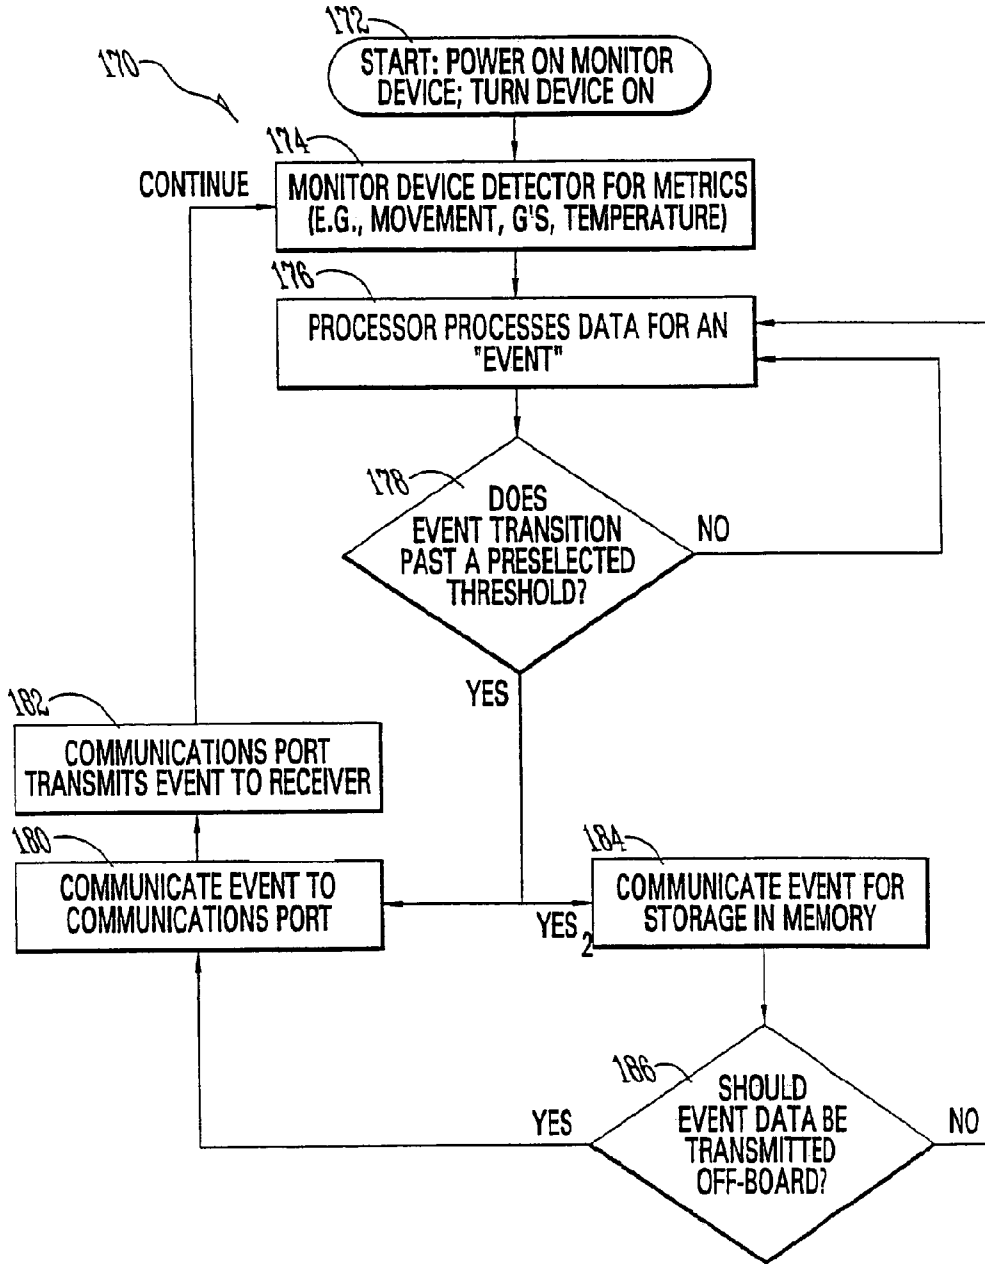 172
START: POWER ON MONITOR
DEVICE; TURN DEVICE ON
170
174
CONTINUE
MONITOR DEVICE DETECTOR FOR METRICS
(E.G., MOVEMENT, G'S, TEMPERATURE)
176
PROCESSOR PROCESSES DATA FOR AN
"EVENT"
178
DOES
EVENT TRANSITION
PAST A PRESELECTED
THRESHOLD?
NO
YES
182
COMMUNICATIONS PORT
TRANSMITS EVENT TO RECEIVER
180
COMMUNICATE EVENT TO
COMMUNICATIONS PORT
184
COMMUNICATE EVENT FOR
STORAGE IN MEMORY
YES2
186
SHOULD
EVENT DATA BE
TRANSMITTED
OFF-BOARD?
YES
NO